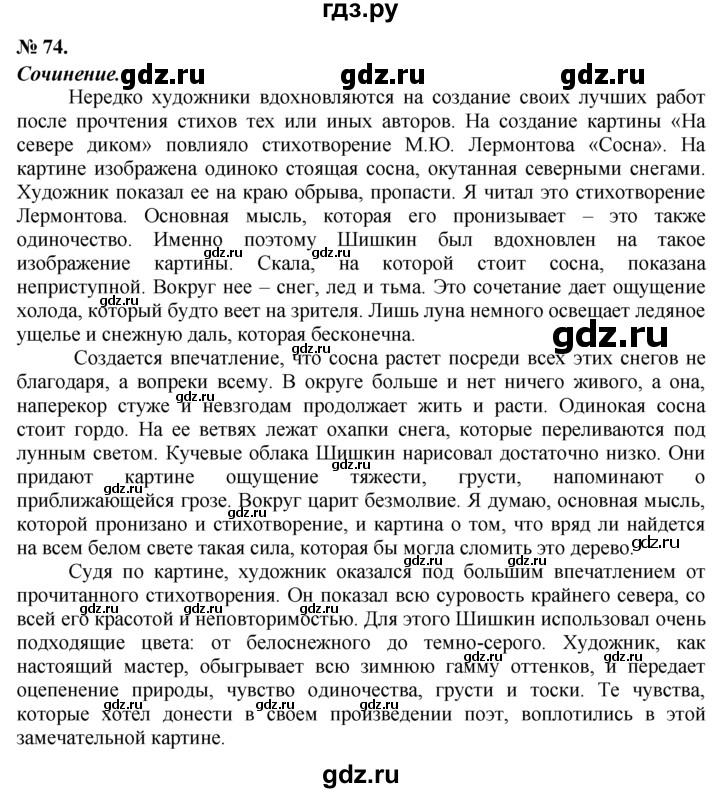 гдз.ру
№ 74.
Сочинение.
gdz.ru gdz.ru
Нередко художники вдохновляются на создание своих лучших работ
после прочтения стихов тех или иных авторов. На создание картины «На
севере диком» повлияло стихотворение М.Ю. Лермонтова «Сосна». На
картине изображена одиноко стоящая сосна, окутанная северными снегами.
Художник показал ее на краю обрыва, пропасти. Я читал это стихотворение
Лермонтова. Основная мысль, которая его пронизывает – это также
одиночество. Именно поэтому Шишкин был вдохновлен на такое
изображение картины. Скала, на которой стоит сосна, показана
неприступной. Вокруг нее – снег, лед и тьма. Это сочетание дает ощущение
холода, который будто веет на зрителя. Лишь луна немного освещает ледяное
ущелье и снежную даль, которая бесконечна.
gdz.ru
Создается впечатление, что сосна растет посреди всех этих снегов не
благодаря, а вопреки всему. В округе больше и нет ничего живого, а она,
наперекор стуже и невзгодам продолжает жить и расти. Одинокая сосна
стоит гордо. На ее ветвях лежат охапки снега, которые переливаются под
лунным светом. Кучевые облака Шишкин нарисовал достаточно низко. Они
придают картине ощущение тяжести, грусти, напоминают о
приближающейся грозе. Вокруг царит безмолвие. Я думаю, основная мысль,
которой пронизано и стихотворение, и картина о том, что вряд ли найдется
на всем белом свете такая сила, которая бы могла сломить это дерево.
Судя по картине, художник оказался под большим впечатлением от
прочитанного стихотворения. Он показал всю суровость крайнего севера, со
всей его красотой и неповторимостью. Для этого Шишкин использовал очень
подходящие цвета: от белоснежного до темно-серого. Художник, как
настоящий мастер, обыгрывает всю зимнюю гамму оттенков, и передает
оцепенение природы, чувство одиночества, грусти и тоски. Те чувства,
которые хотел донести в своем произведении поэт, воплотились в этой
замечательной картине.
gdz.ru